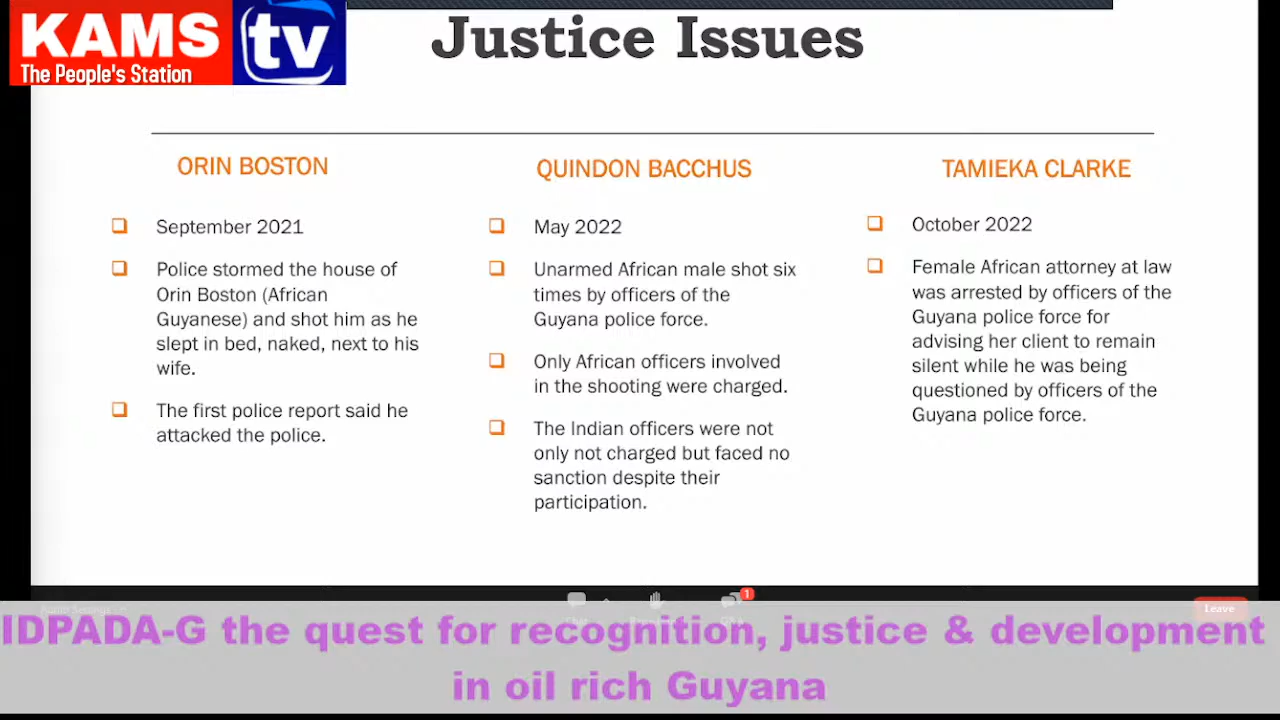 KAMS tv
The People's Station
Justice Issues
ORIN BOSTON
September 2021
Police stormed the house of
Orin Boston (African
Guyanese) and shot him as he
slept in bed, naked, next to his
wife.
The first police report said he
attacked the police.
QUINDON BACCHUS
May 2022
Unarmed African male shot six
times by officers of the
Guyana police force.
Only African officers involved
in the shooting were charged.
The Indian officers were not
only not charged but faced no
sanction despite their
participation.
TAMIEKA CLARKE
October 2022
Female African attorney at law
was arrested by officers of the
Guyana police force for
advising her client to remain
silent while he was being
questioned by officers of the
Guyana police force.
1
Leave
IDPADA-G the quest for recognition, justice & development
in oil rich Guyana